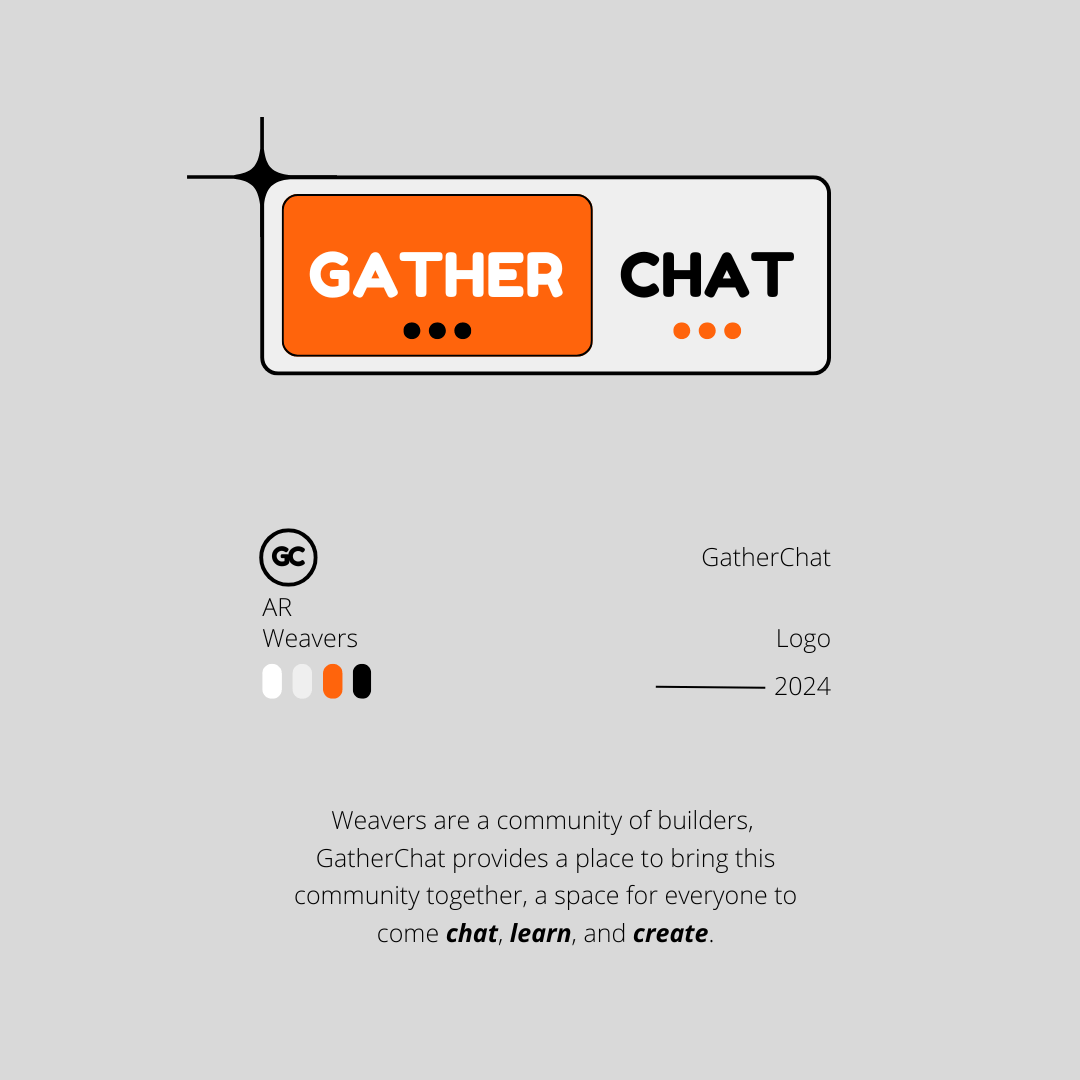 GATHER CHAT
GC
GatherChat
AR
Weavers
Logo
2024
Weavers are a community of builders,
GatherChat provides a place to bring this
community together, a space for everyone to
come chat, learn, and create.